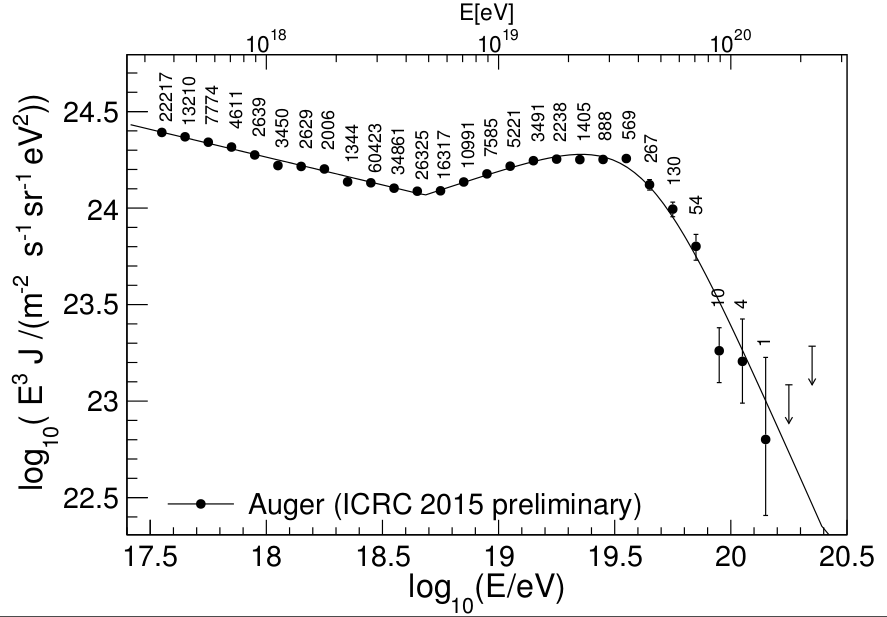 E[eV]
10^18 10^19 10^20
24.5
24
23.5
23
22.5
log10( E^3 J /(m^-2 s^-1 sr^-1 eV^2))
22217 13210 7774 4611 2639 3450 2629 2006 1344 60423 34861 26325 16317 10991 7585 5221 3491 2238 1405 888 569 267 130 54 10 4 1
Auger (ICRC 2015 preliminary)
17.5 18 18.5 19 19.5 20 20.5
log10(E/eV)